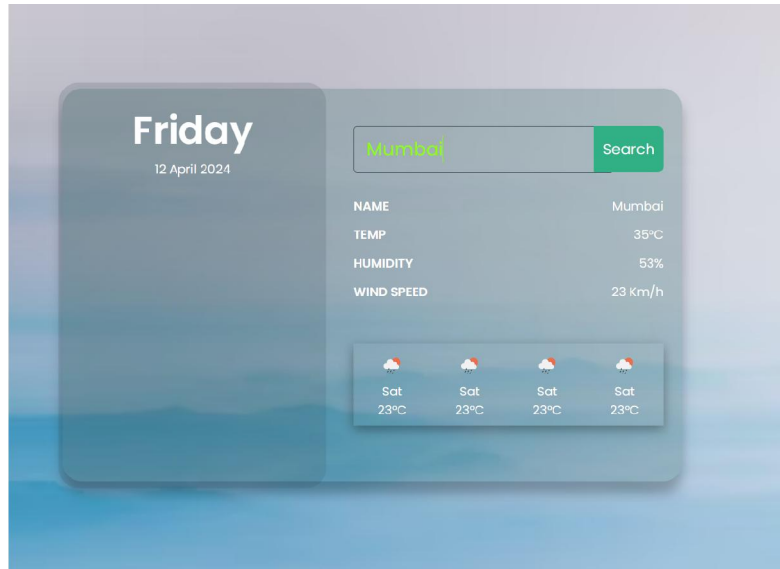 Friday
12 April 2024
Mumbai
Search
NAME Mumbai
TEMP 35°C
HUMIDITY 53%
WIND SPEED 23 Km/h
Sat Sat Sat Sat
23°C 23°C 23°C 23°C